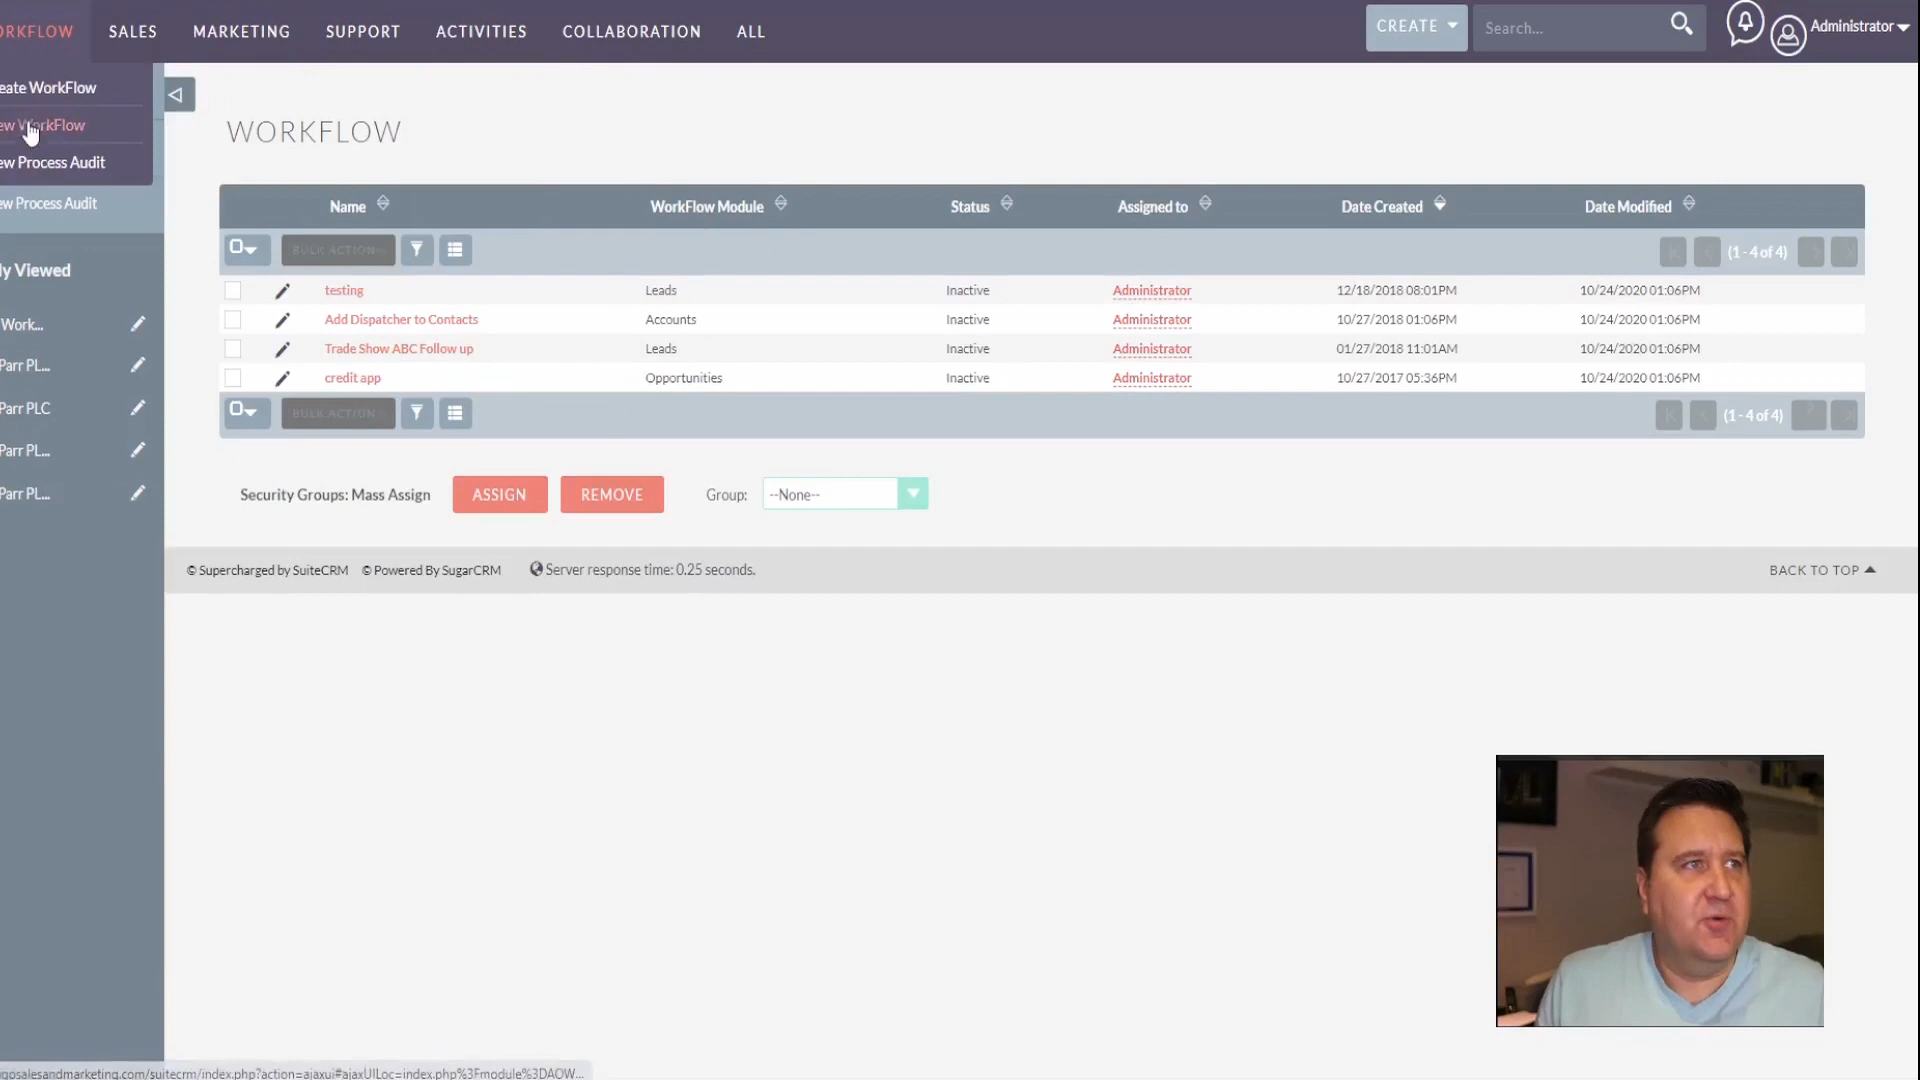 ORKFLOW SALES MARKETING SUPPORT ACTIVITIES COLLABORATION ALL CREATE Search... Administrator
eate WorkFlow
ew WorkFlow
ew Process Audit
ew Process Audit
ly Viewed
Work...
Parr PL...
Parr PLC
Parr PL...
Parr PL...
WORKFLOW
Name WorkFlow Module Status Assigned to Date Created Date Modified
BULK ACTION (1 - 4 of 4)
testing Leads Inactive Administrator 12/18/2018 08:01PM 10/24/2020 01:06PM
Add Dispatcher to Contacts Accounts Inactive Administrator 10/27/2018 01:06PM 10/24/2020 01:06PM
Trade Show ABC Follow up Leads Inactive Administrator 01/27/2018 11:01AM 10/24/2020 01:06PM
credit app Opportunities Inactive Administrator 10/27/2017 05:36PM 10/24/2020 01:06PM
BULK ACTION (1 - 4 of 4)
Security Groups: Mass Assign ASSIGN REMOVE Group: --None--
© Supercharged by SuiteCRM © Powered By SugarCRM Server response time: 0.25 seconds. BACK TO TOP
gosalesandmarketing.com/suitecrm/index.php?action=ajaxui#ajaxUILoc=index.php%3Fmodule%3DAOW...